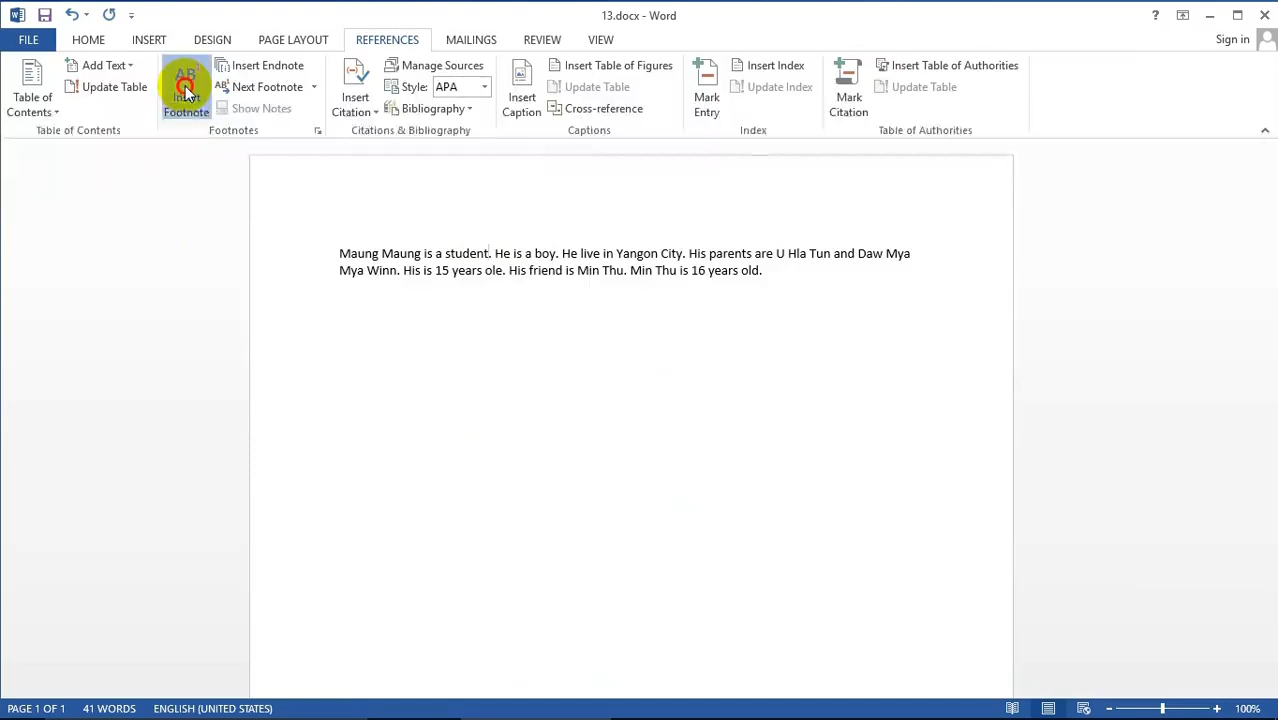 13.docx - Word
FILE HOME INSERT DESIGN PAGE LAYOUT REFERENCES MAILINGS REVIEW VIEW Sign in
Table of Contents
Add Text
Update Table
Table of Contents
Insert Footnote
Insert Endnote
Next Footnote
Show Notes
Footnotes
Insert Citation
Manage Sources
Style: APA
Bibliography
Citations & Bibliography
Insert Caption
Insert Table of Figures
Update Table
Cross-reference
Captions
Mark Entry
Insert Index
Update Index
Index
Mark Citation
Insert Table of Authorities
Update Table
Table of Authorities
Maung Maung is a student. He is a boy. He live in Yangon City. His parents are U Hla Tun and Daw Mya
Mya Winn. His is 15 years ole. His friend is Min Thu. Min Thu is 16 years old.
PAGE 1 OF 1 41 WORDS ENGLISH (UNITED STATES) 100%